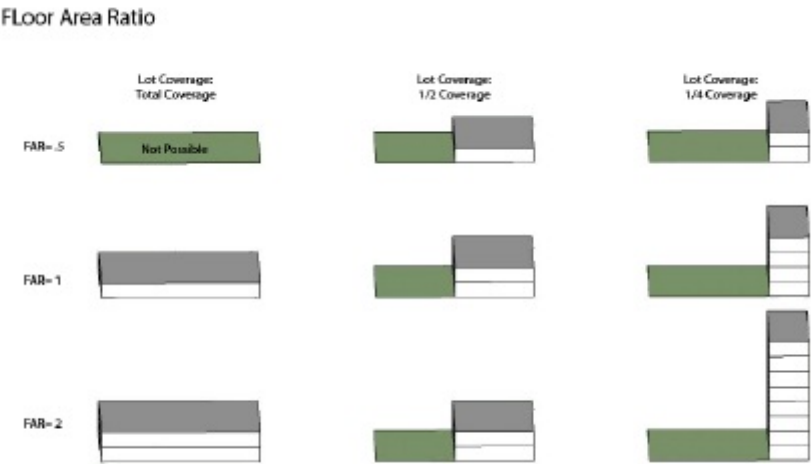 FLoor Area Ratio
Lot Coverage:
Total Coverage
Lot Coverage:
1/2 Coverage
Lot Coverage:
1/4 Coverage
FAR= .5
Not Possible
FAR= 1
FAR= 2